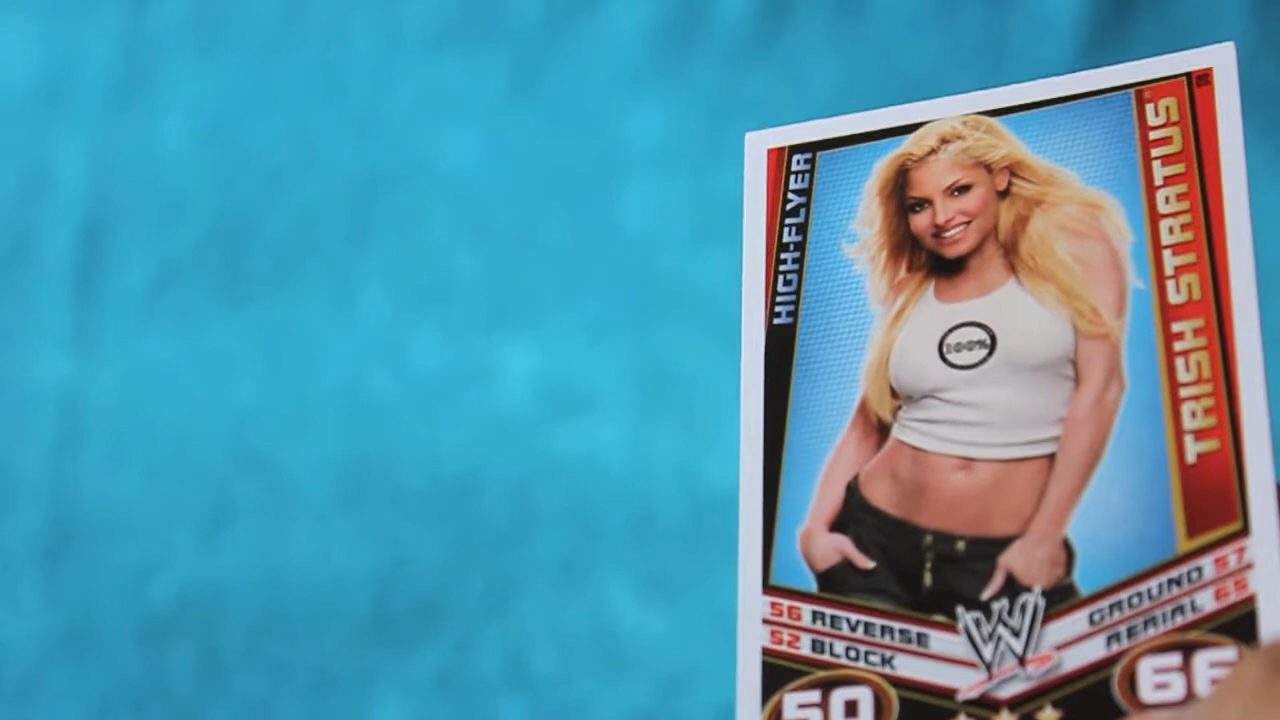 HIGH-FLYER
TRISH STRATUS
100%
56 REVERSE
52 BLOCK
GROUND 57
AERIAL 65
W
50
66